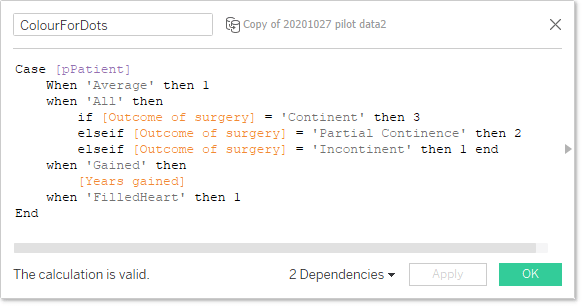 ColourForDots
Copy of 20201027 pilot data2
Case [pPatient]
When 'Average' then 1
when 'All' then
if [Outcome of surgery] = 'Continent' then 3
elseif [Outcome of surgery] = 'Partial Continence' then 2
elseif [Outcome of surgery] = 'Incontinent' then 1 end
when 'Gained' then
[Years gained]
when 'FilledHeart' then 1
End
The calculation is valid.
2 Dependencies
Apply
OK